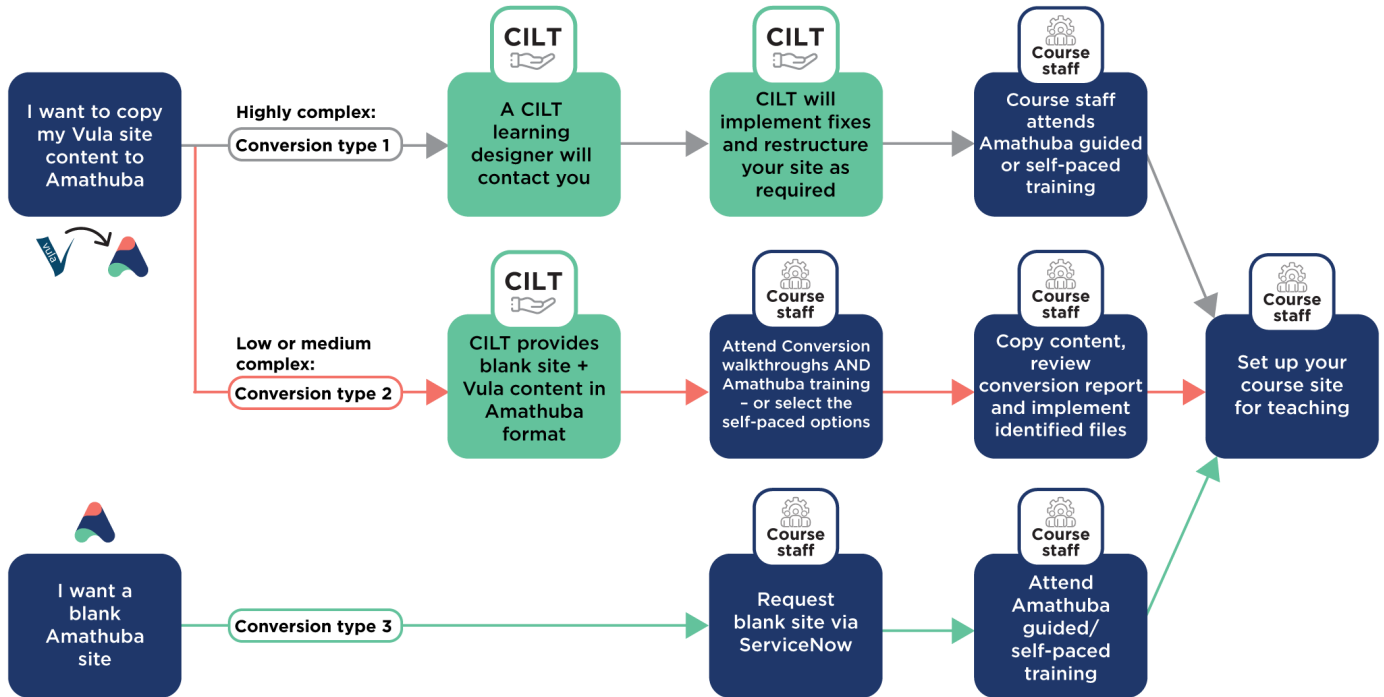 CILT
CILT
Course
staff
I want to copy
my Vula site
content to
Amathuba
Highly complex:
Conversion type 1
A CILT
learning
designer will
contact you
CILT will
implement fixes
and restructure
your site as
required
Course staff
attends
Amathuba guided
or self-paced
training
vula
CILT
Course
staff
Course
staff
Course
staff
Low or medium
complex:
Conversion type 2
CILT provides
blank site +
Vula content in
Amathuba
format
Attend Conversion
walkthroughs AND
Amathuba training
– or select the
self-paced options
Copy content,
review
conversion report
and implement
identified files
Set up your
course site
for teaching
Course
staff
Course
staff
I want a
blank
Amathuba
site
Conversion type 3
Request
blank site via
ServiceNow
Attend
Amathuba
guided/
self-paced
training